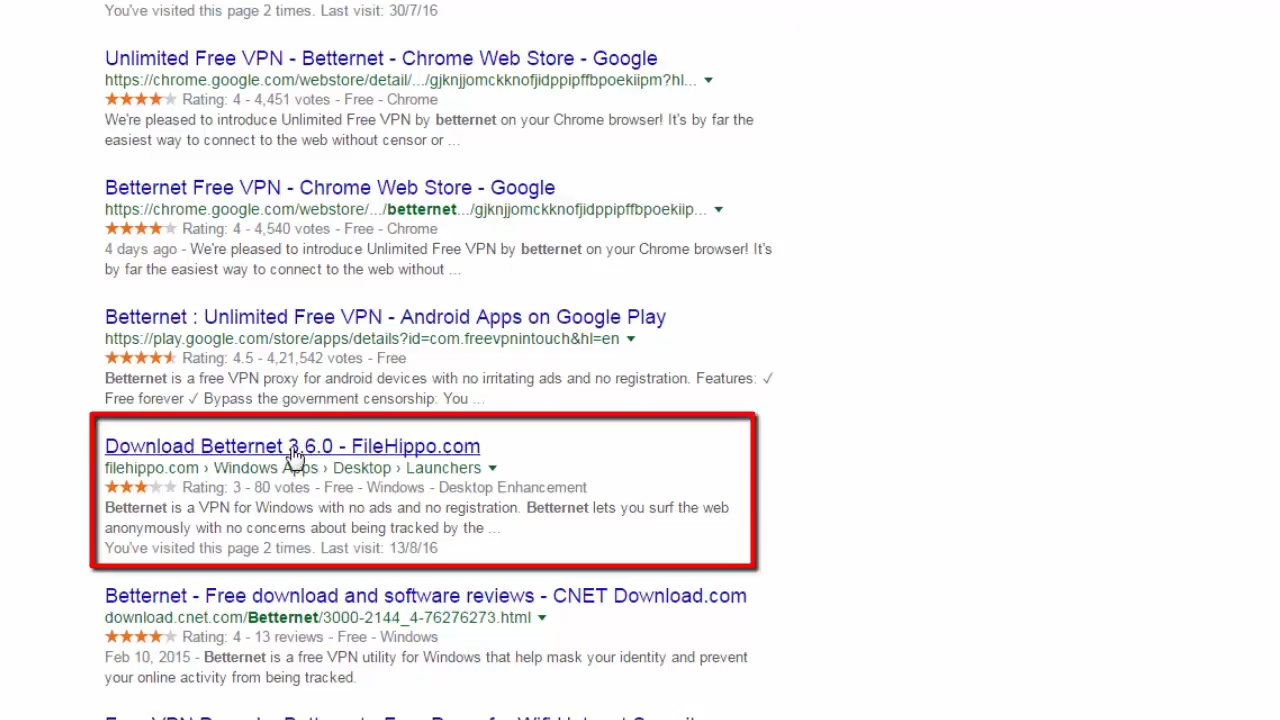 You've visited this page 2 times. Last visit: 30/7/16
Unlimited Free VPN - Betternet - Chrome Web Store - Google
https://chrome.google.com/webstore/detail/.../gjknjjomckknofjidppipffbpoekiipm?hl...
Rating: 4 - 4,451 votes - Free - Chrome
We're pleased to introduce Unlimited Free VPN by betternet on your Chrome browser! It's by far the
easiest way to connect to the web without censor or ...
Betternet Free VPN - Chrome Web Store - Google
https://chrome.google.com/webstore/.../betternet.../gjknjjomckknofjidppipffbpoekiip...
Rating: 4 - 4,540 votes - Free - Chrome
4 days ago - We're pleased to introduce Unlimited Free VPN by betternet on your Chrome browser! It's
by far the easiest way to connect to the web without ...
Betternet : Unlimited Free VPN - Android Apps on Google Play
https://play.google.com/store/apps/details?id=com.freevpnintouch&hl=en
Rating: 4.5 - 4,21,542 votes - Free
Betternet is a free VPN proxy for android devices with no irritating ads and no registration. Features: ✓
Free forever ✓ Bypass the government censorship: You ...
Download Betternet 3.6.0 - FileHippo.com
filehippo.com › Windows Apps › Desktop › Launchers
Rating: 3 - 80 votes - Free - Windows - Desktop Enhancement
Betternet is a VPN for Windows with no ads and no registration. Betternet lets you surf the web
anonymously with no concerns about being tracked by the ...
You've visited this page 2 times. Last visit: 13/8/16
Betternet - Free download and software reviews - CNET Download.com
download.cnet.com/Betternet/3000-2144_4-76276273.html
Rating: 4 - 13 reviews - Free - Windows
Feb 10, 2015 - Betternet is a free VPN utility for Windows that help mask your identity and prevent
your online activity from being tracked.